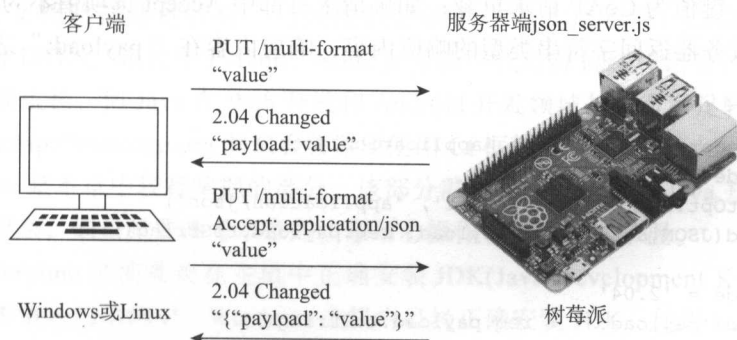 客户端
服务器端json_server.js
PUT /multi-format
“value”
2.04 Changed
“payload: value”
PUT /multi-format
Accept: application/json
“value”
2.04 Changed
“{“payload”: “value”}”
Windows或Linux
树莓派